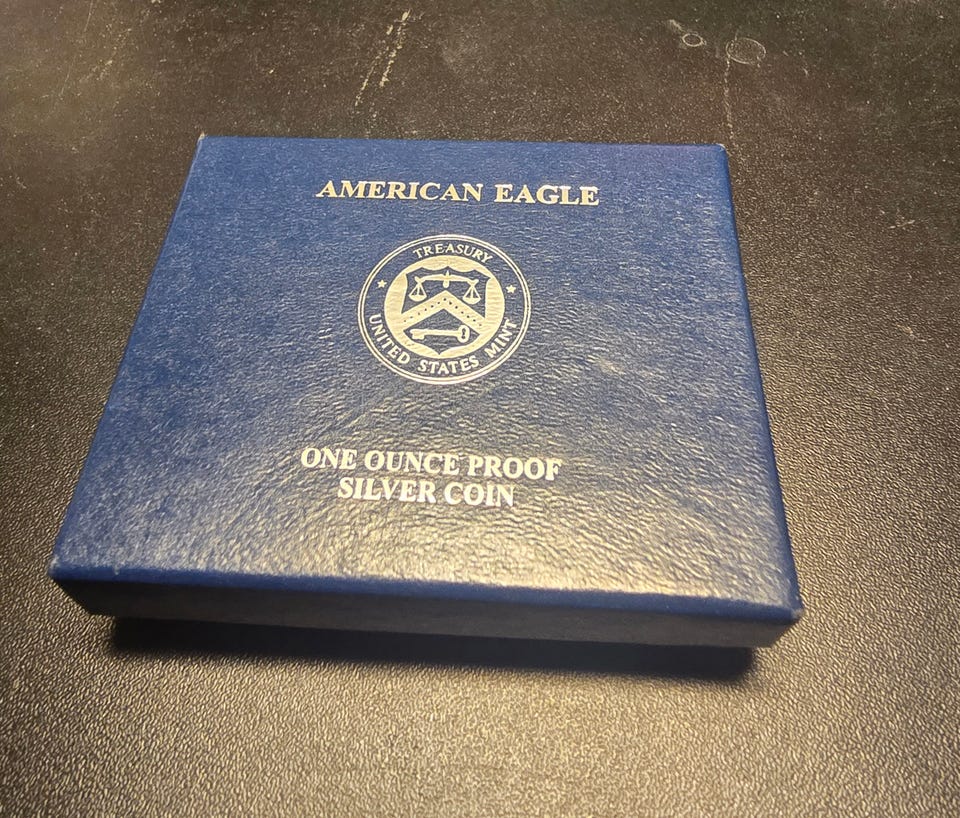 AMERICAN EAGLE
TREASURY
UNITED STATES MINT
ONE OUNCE PROOF
SILVER COIN